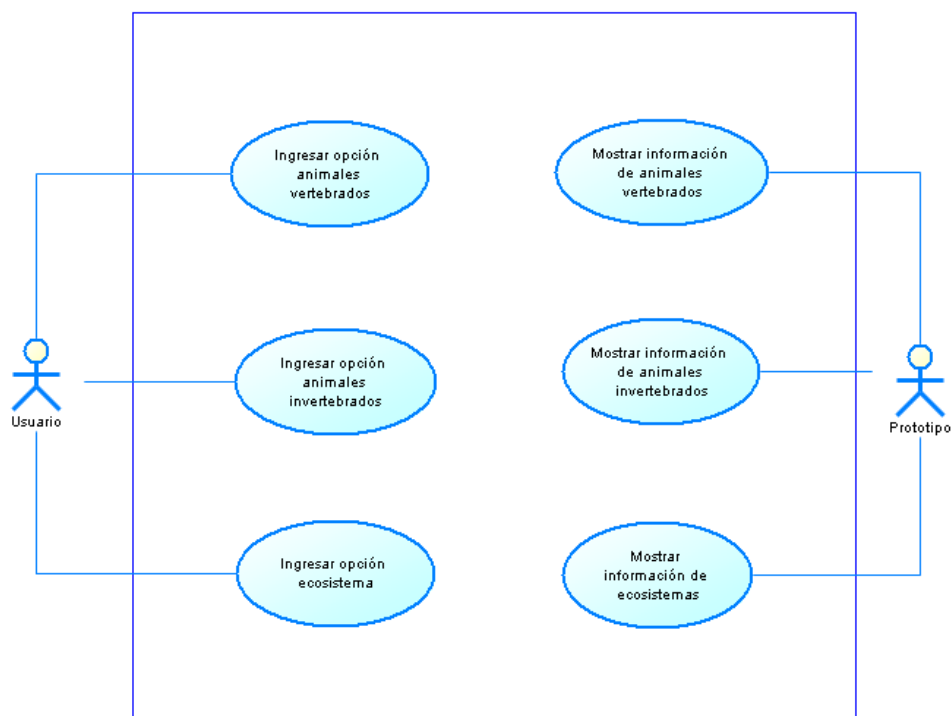 Ingresar opción
animales
vertebrados
Mostrar información
de animales
vertebrados
Usuario
Ingresar opción
animales
invertebrados
Mostrar información
de animales
invertebrados
Prototipo
Ingresar opción
ecosistema
Mostrar
información de
ecosistemas